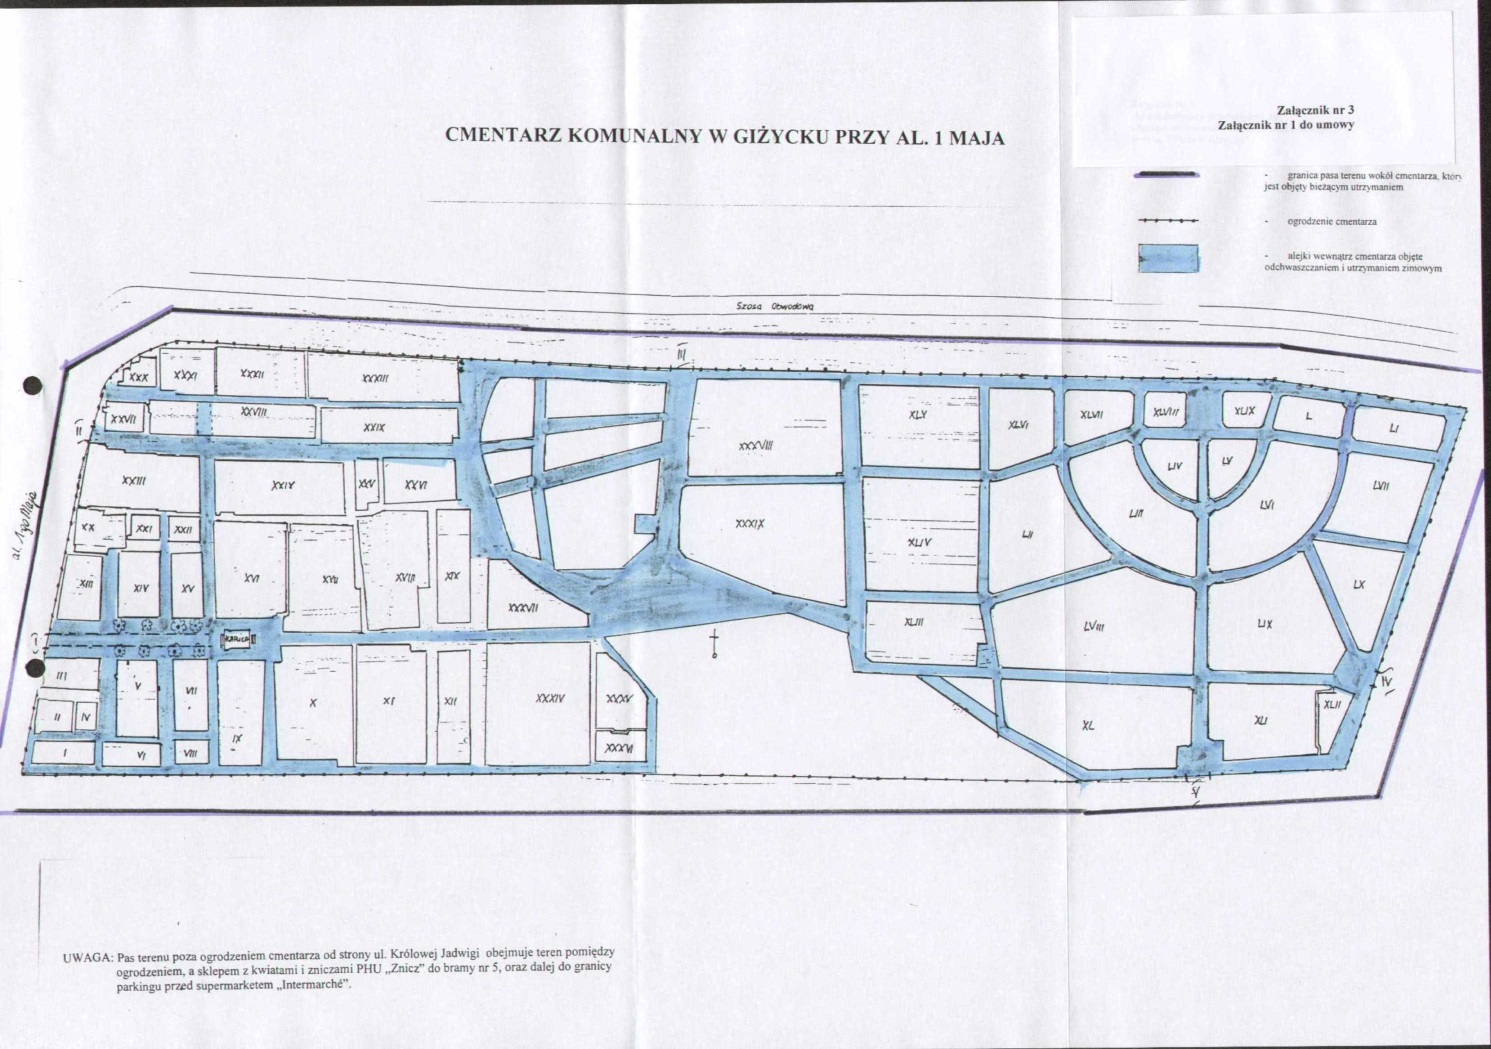 Załącznik nr 3
Załącznik nr 1 do umowy
CMENTARZ KOMUNALNY W GIŻYCKU PRZY AL. 1 MAJA
- granica pasa terenu wokół cmentarza, któr
jest objęty bieżącym utrzymaniem
- ogrodzenie cmentarza
- alejki wewnątrz cmentarza objęte
odchwaszczaniem i utrzymaniem zimowym
Szosa Obwodowa
III
XXX
XXXI
XXXII
XXXIII
XXVII
XXVIII
XXIX
II
XXIII
XXIV
XXV
XXVI
XX
XXI
XXII
al. 1go Maja
XIII
XIV
XV
XVI
XVII
XVIII
XIX
XXXVII
I
KAPLICA
III
II
IV
I
V
VI
VII
VIII
IX
X
XI
XII
XXXIV
XXXV
XXXVI
XXXVIII
XXXIX
XLV
XLIV
XLIII
XLVI
XLVII
XLVIII
XLIX
L
LI
LII
LIII
LIV
LV
LVI
LVII
LVIII
LIX
LX
XL
XLI
XLII
IV
V
UWAGA: Pas terenu poza ogrodzeniem cmentarza od strony ul. Królowej Jadwigi obejmuje teren pomiędzy
ogrodzeniem, a sklepem z kwiatami i zniczami PHU „Znicz” do bramy nr 5, oraz dalej do granicy
parkingu przed supermarketem „Intermarché”.